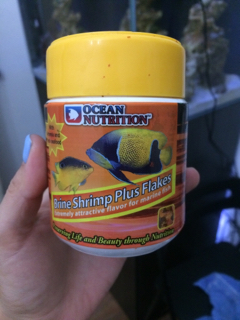 OCEAN
NUTRITION
Brine Shrimp Plus Flakes
Extremely attractive flavor for marine fish
Inspiring Life and Beauty through Nutrition